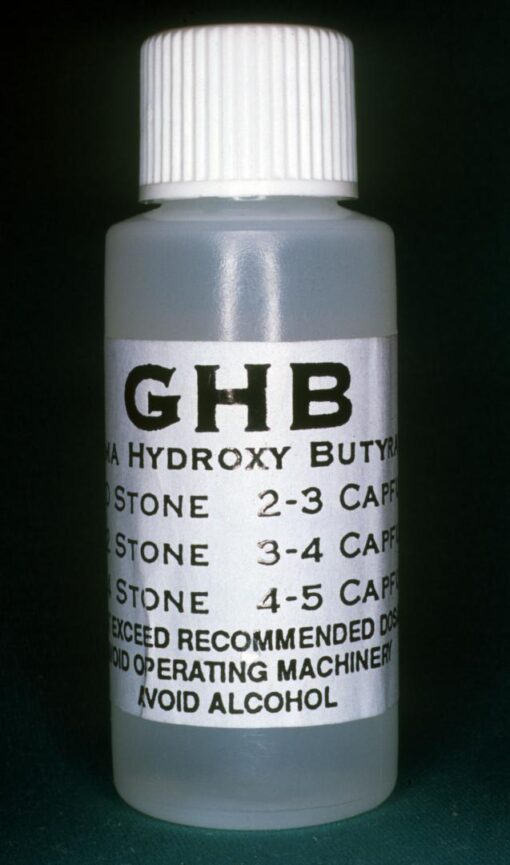 GHB
HYDROXY
STONE 2-3
STONE 3-4
STONE 4-5
EXCEED RECOMMENDED
OPERATING MACHINERY
AVOID ALCOHOL